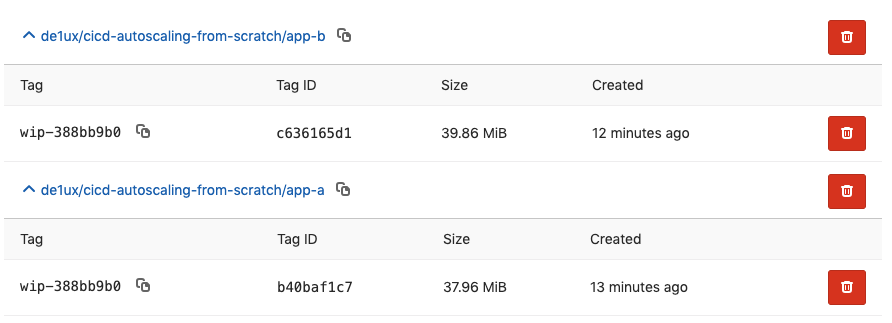 de1ux/cicd-autoscaling-from-scratch/app-b
Tag Tag ID Size Created
wip-388bb9b0 c636165d1 39.86 MiB 12 minutes ago
de1ux/cicd-autoscaling-from-scratch/app-a
Tag Tag ID Size Created
wip-388bb9b0 b40baf1c7 37.96 MiB 13 minutes ago